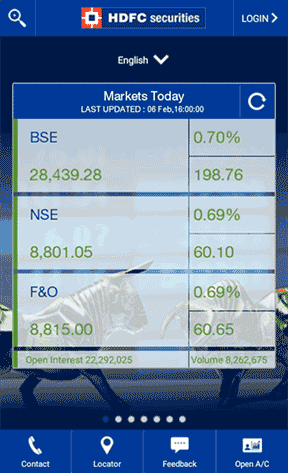 HDFC securities
LOGIN
English
Markets Today
LAST UPDATED : 06 Feb,16:00:00
BSE 0.70%
28,439.28 198.76
NSE 0.69%
8,801.05 60.10
F&O 0.69%
8,815.00 60.65
Open Interest 22,292,025 Volume 8,262,675
Contact Locator Feedback Open A/C